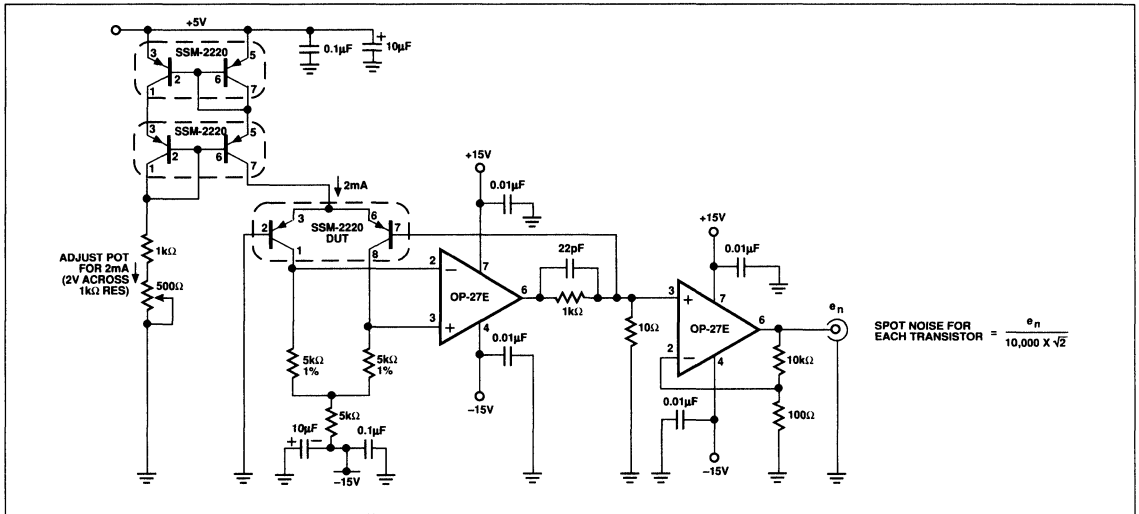 +5V
3
SSM-2220
5
2
6
1
7
0.1µF
+
10µF
3
SSM-2220
5
2
6
1
7
2mA
1kΩ
ADJUST POT
FOR 2mA
(2V ACROSS
1kΩ RES)
500Ω
2
3
6
7
SSM-2220
DUT
1
8
5kΩ
1%
5kΩ
1%
5kΩ
10µF
+
−
0.1µF
−15V
+15V
0.01µF
2
−
7
OP-27E
6
3
+
4
0.01µF
−15V
22pF
1kΩ
10Ω
+15V
0.01µF
3
+
7
OP-27E
6
2
−
4
0.01µF
−15V
10kΩ
100Ω
en
SPOT NOISE FOR
EACH TRANSISTOR = en
10,000 X √2